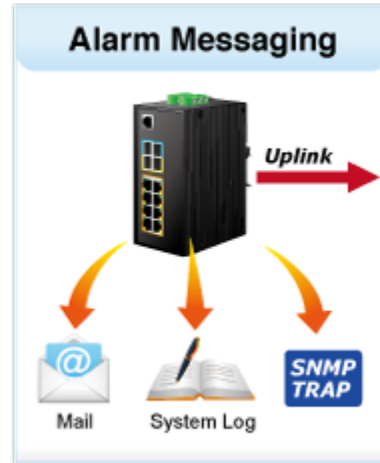 Alarm Messaging
Uplink
@
Mail
System Log
SNMP
TRAP